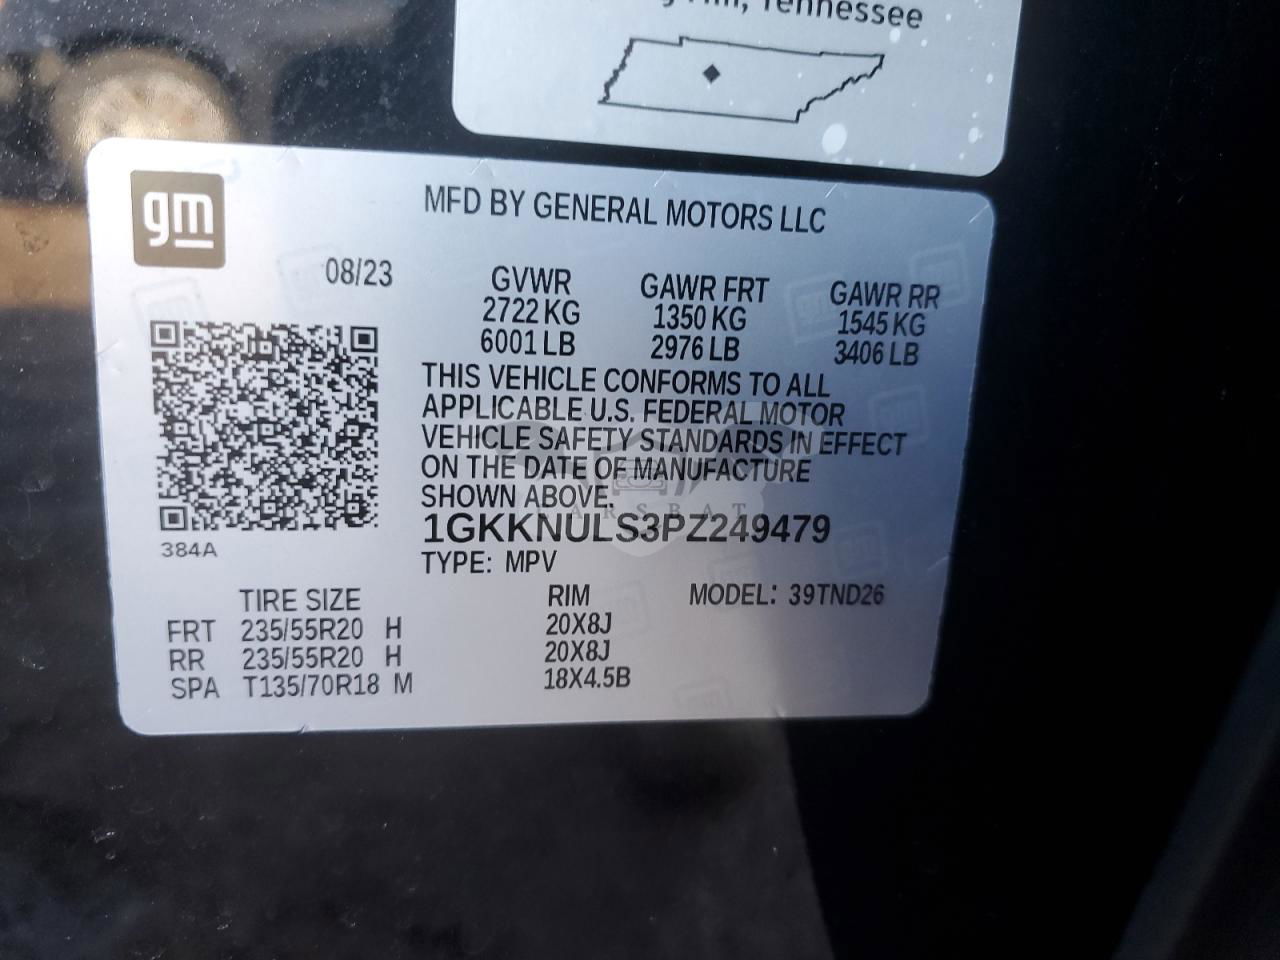 Tennessee
gm
MFD BY GENERAL MOTORS LLC
08/23
GVWR GAWR FRT GAWR RR
2722 KG 1350 KG 1545 KG
6001 LB 2976 LB 3406 LB
THIS VEHICLE CONFORMS TO ALL
APPLICABLE U.S. FEDERAL MOTOR
VEHICLE SAFETY STANDARDS IN EFFECT
ON THE DATE OF MANUFACTURE
SHOWN ABOVE.
1GKKNULS3PZ249479
384A
TYPE: MPV
TIRE SIZE RIM MODEL: 39TND26
FRT 235/55R20 H 20X8J
RR 235/55R20 H 20X8J
SPA T135/70R18 M 18X4.5B